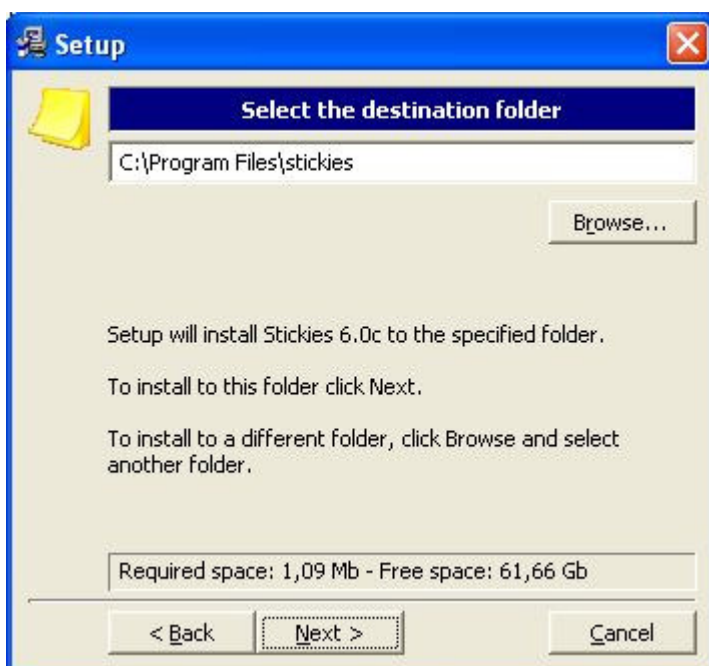 Setup
Select the destination folder
C:\Program Files\stickies
Browse...
Setup will install Stickies 6.0c to the specified folder.
To install to this folder click Next.
To install to a different folder, click Browse and select
another folder.
Required space: 1,09 Mb - Free space: 61,66 Gb
< Back
Next >
Cancel